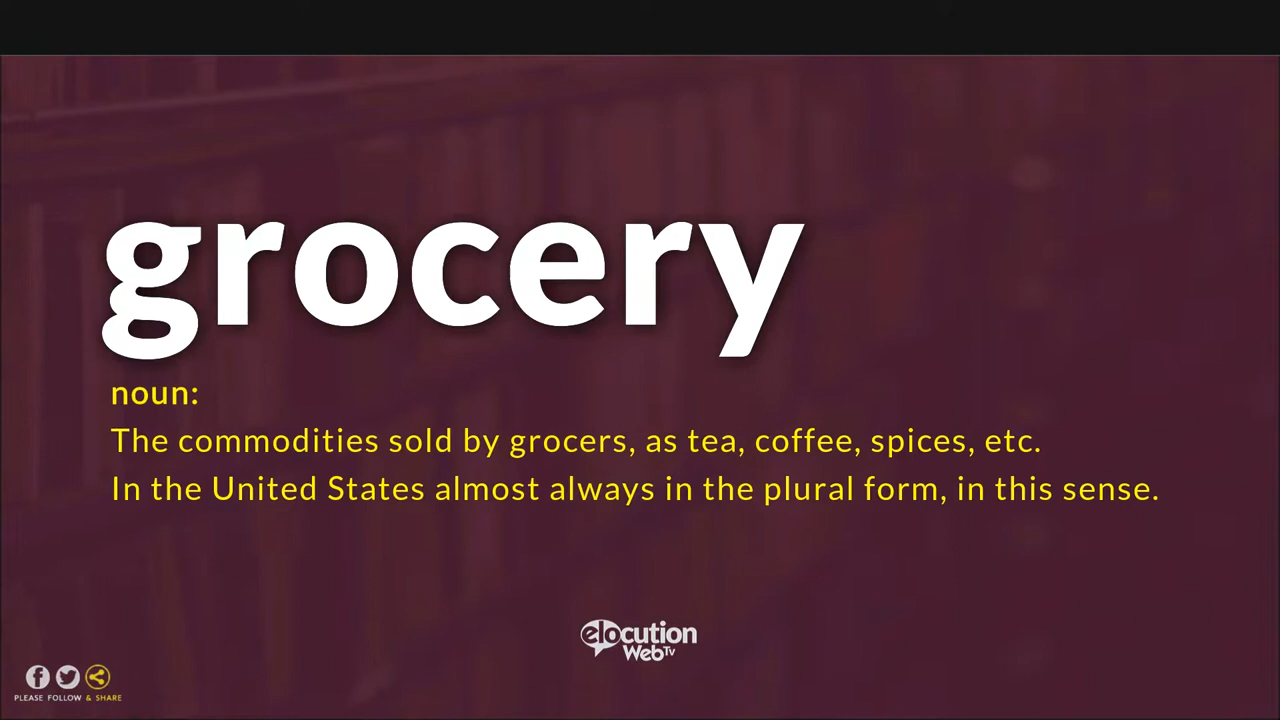 grocery
noun:
The commodities sold by grocers, as tea, coffee, spices, etc.
In the United States almost always in the plural form, in this sense.
elocution
WebTv
PLEASE FOLLOW & SHARE